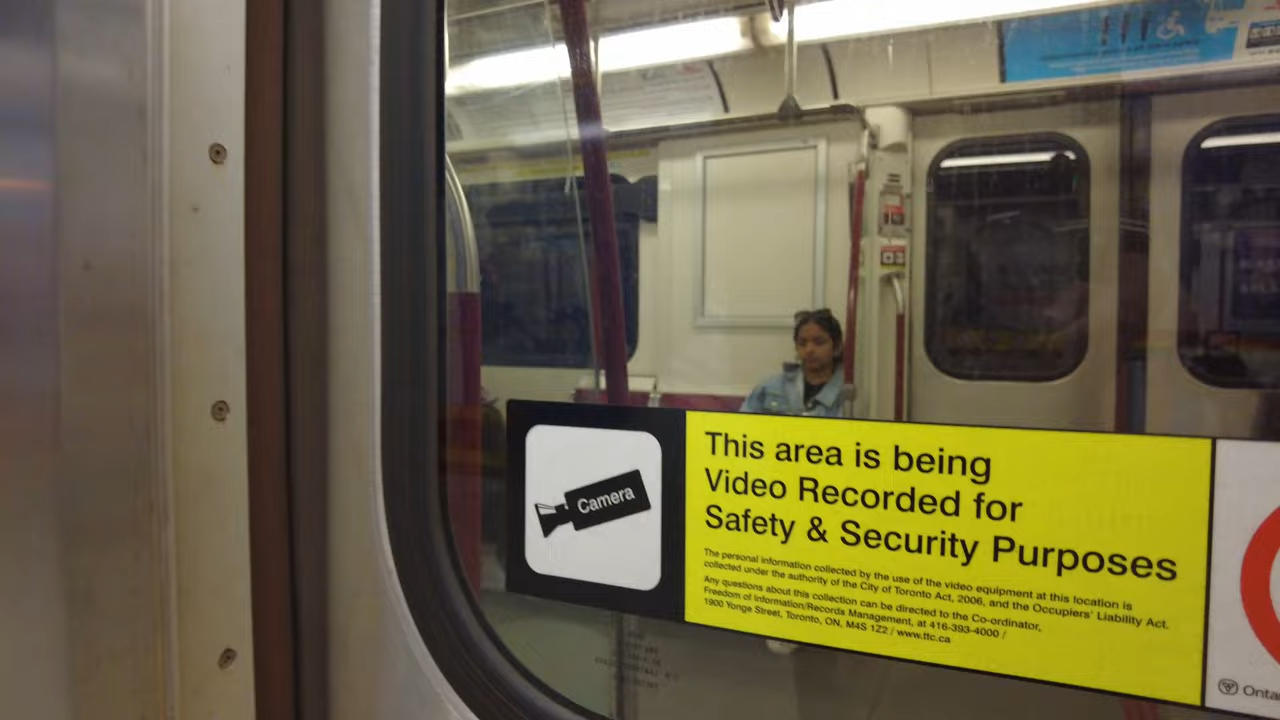 Camera
This area is being
Video Recorded for
Safety & Security Purposes
The personal information collected by the use of the video equipment at this location is
collected under the authority of the City of Toronto Act, 2006, and the Occupiers' Liability Act.
Any questions about this collection can be directed to the Co-ordinator,
Freedom of Information/Records Management, at 416-393-4000 /
1900 Yonge Street, Toronto, ON, M4S 1Z2 / www.ttc.ca
Onta